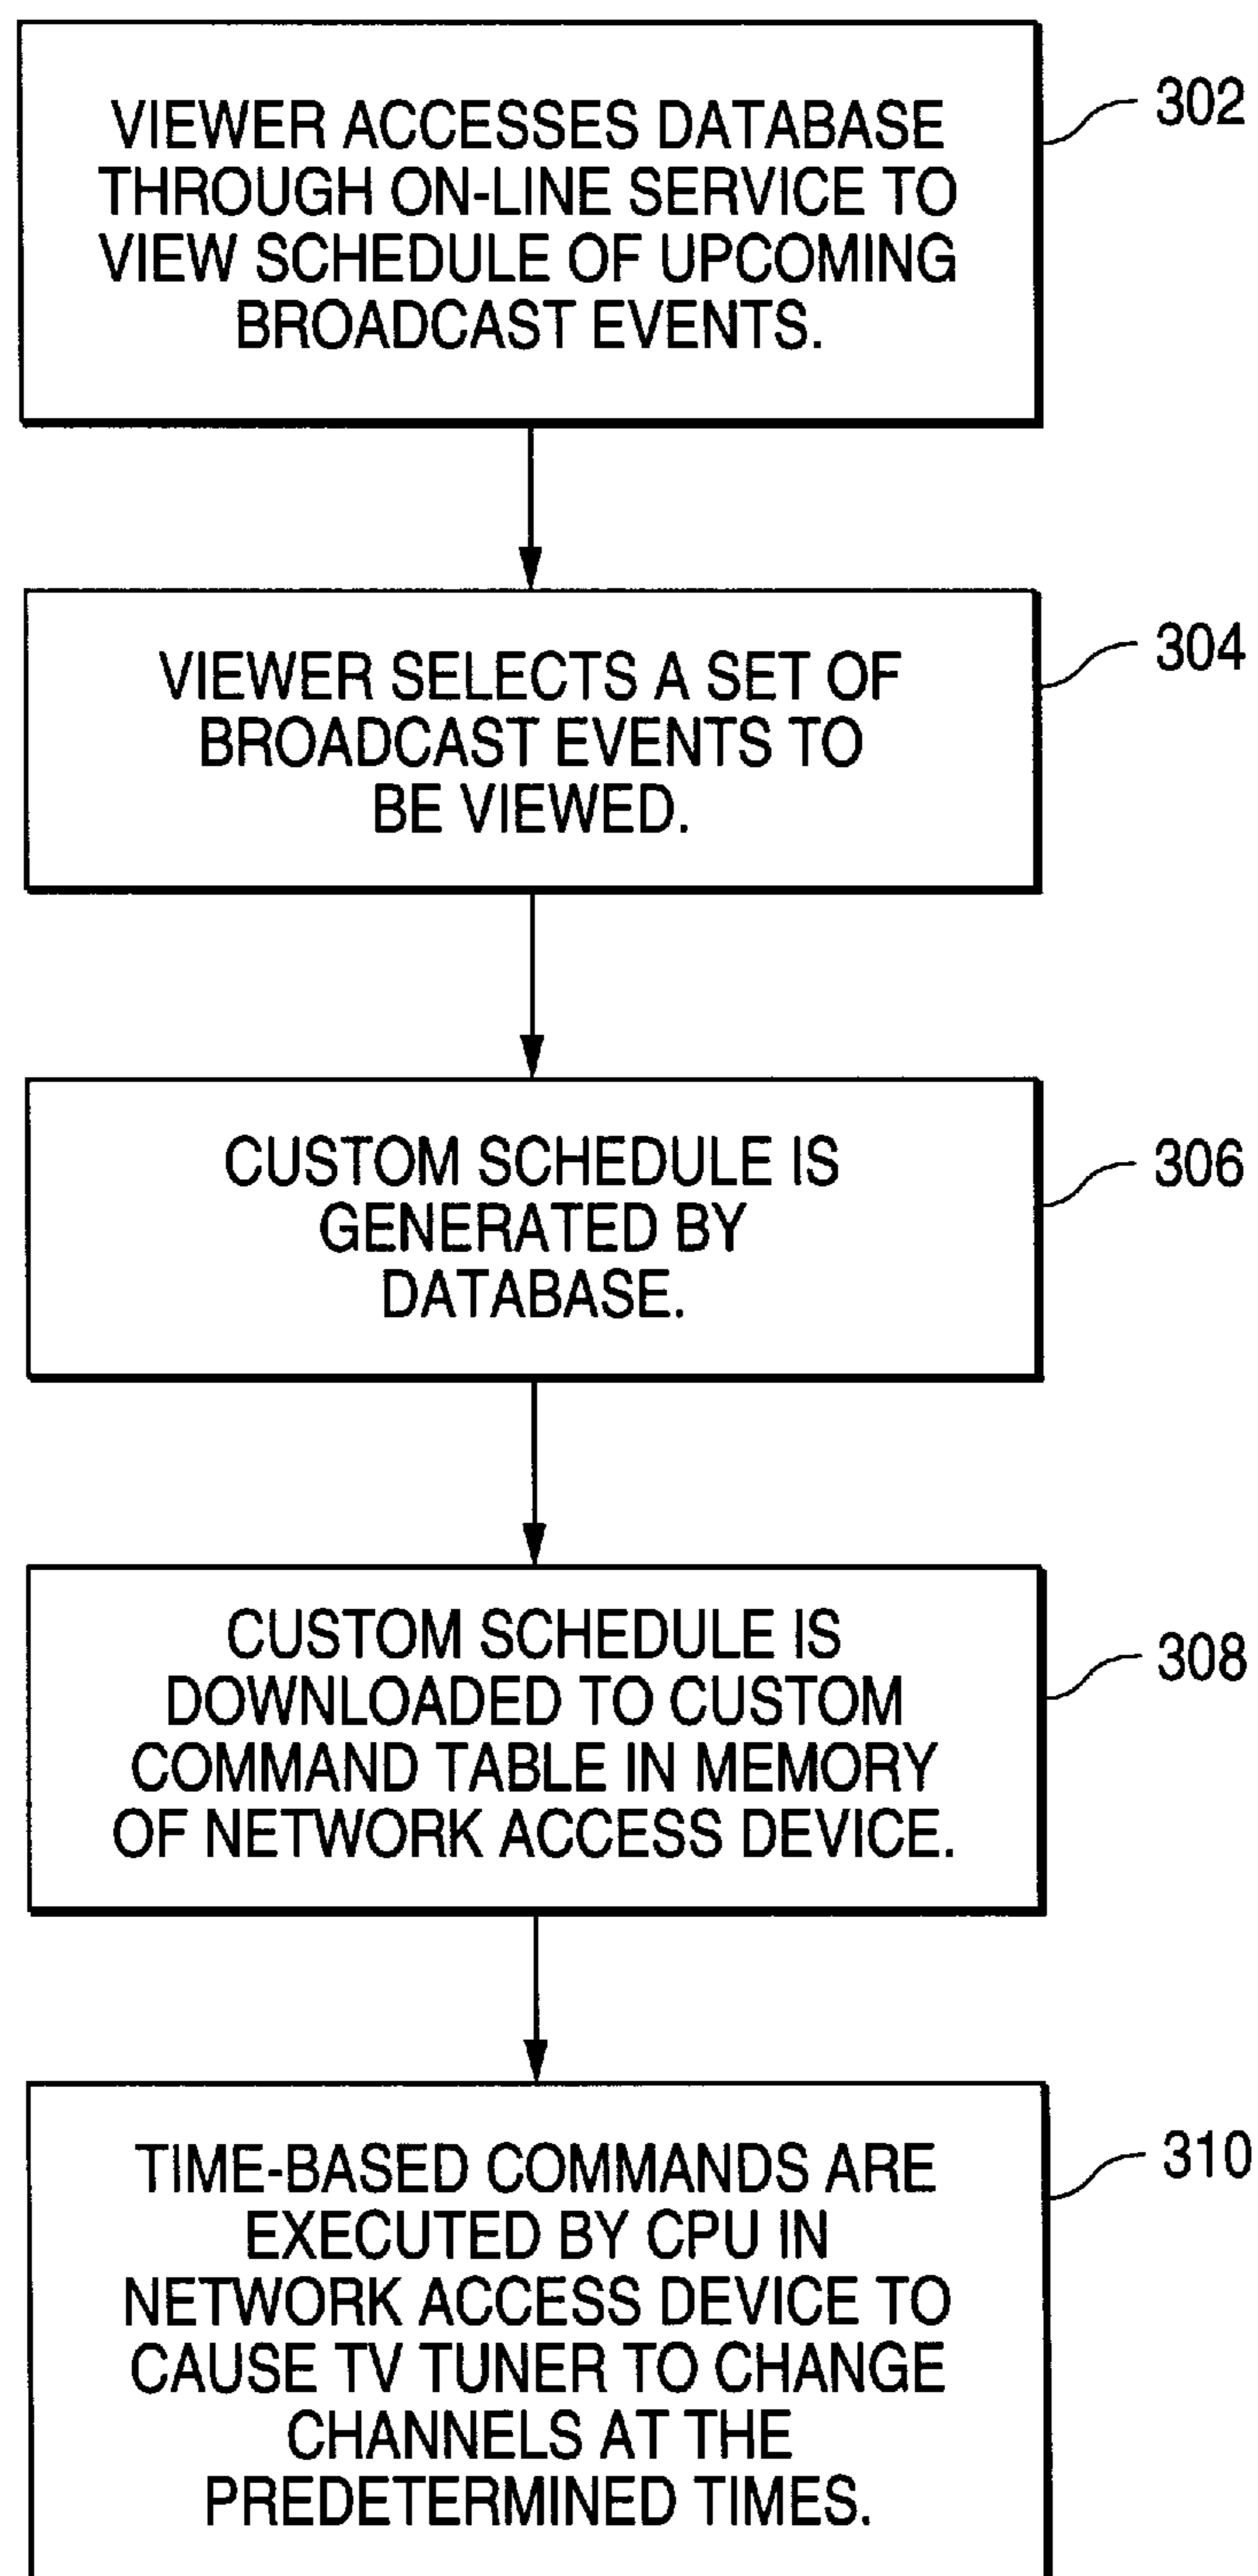 VIEWER ACCESSES DATABASE
THROUGH ON-LINE SERVICE TO
VIEW SCHEDULE OF UPCOMING
BROADCAST EVENTS.
302
VIEWER SELECTS A SET OF
BROADCAST EVENTS TO
BE VIEWED.
304
CUSTOM SCHEDULE IS
GENERATED BY
DATABASE.
306
CUSTOM SCHEDULE IS
DOWNLOADED TO CUSTOM
COMMAND TABLE IN MEMORY
OF NETWORK ACCESS DEVICE.
308
TIME-BASED COMMANDS ARE
EXECUTED BY CPU IN
NETWORK ACCESS DEVICE TO
CAUSE TV TUNER TO CHANGE
CHANNELS AT THE
PREDETERMINED TIMES.
310